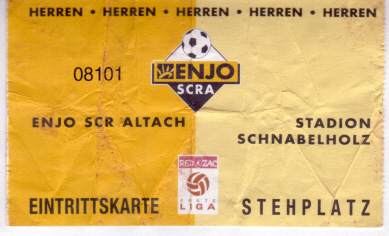 HERREN • HERREN • HERREN • HERREN • HERREN
08101
ENJO
SCRA
ENJO SCR ALTACH
STADION
SCHNABELHOLZ
RED ZAC
ERSTE
LIGA
EINTRITTSKARTE
STEHPLATZ